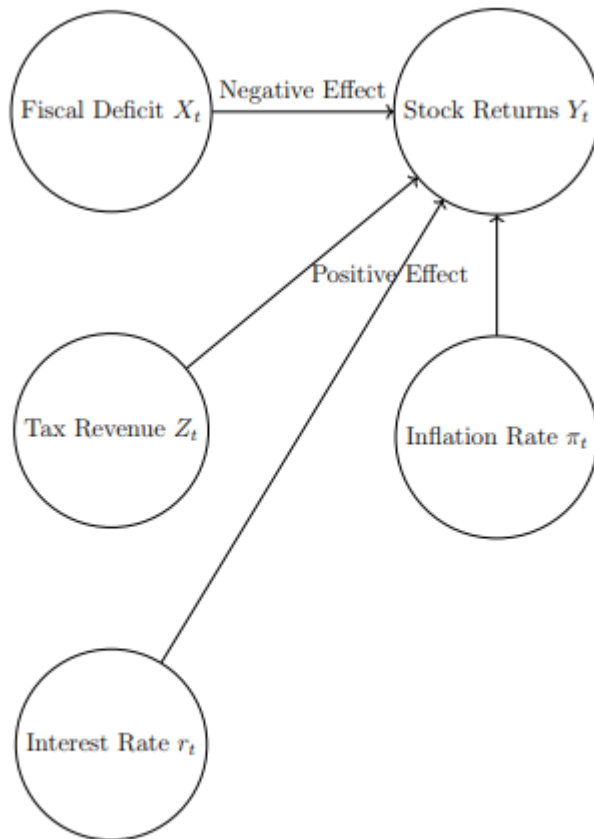 Negative Effect
Fiscal Deficit X_t
Stock Returns Y_t
Positive Effect
Tax Revenue Z_t
Inflation Rate π_t
Interest Rate r_t